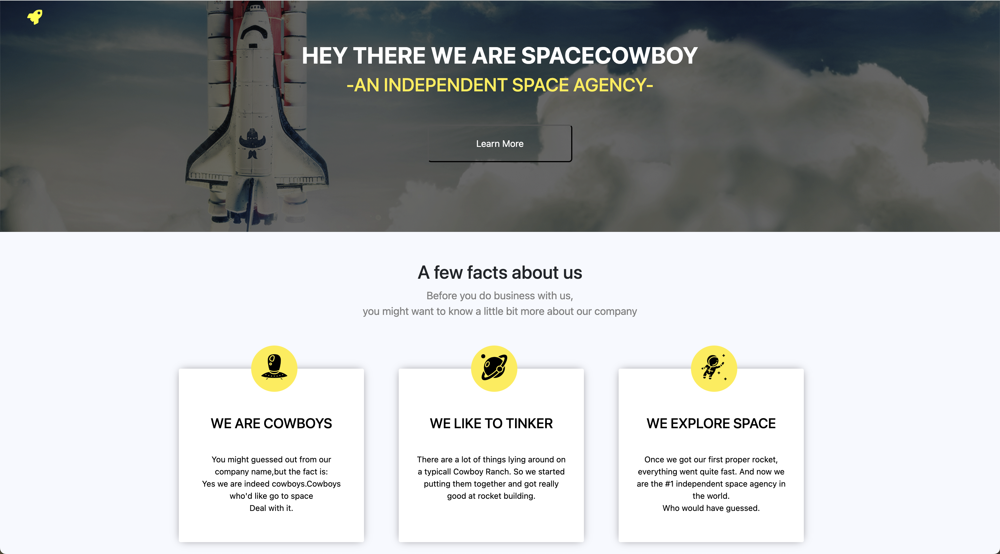 HEY THERE WE ARE SPACECOWBOY
-AN INDEPENDENT SPACE AGENCY-
Learn More
A few facts about us
Before you do business with us,
you might want to know a little bit more about our company
WE ARE COWBOYS
You might guessed out from our
company name,but the fact is:
Yes we are indeed cowboys.Cowboys
who'd like go to space
Deal with it.
WE LIKE TO TINKER
There are a lot of things lying around on
a typicall Cowboy Ranch. So we started
putting them together and got really
good at rocket building.
WE EXPLORE SPACE
Once we got our first proper rocket,
everything went quite fast. And now we
are the #1 independent space agency in
the world.
Who would have guessed.